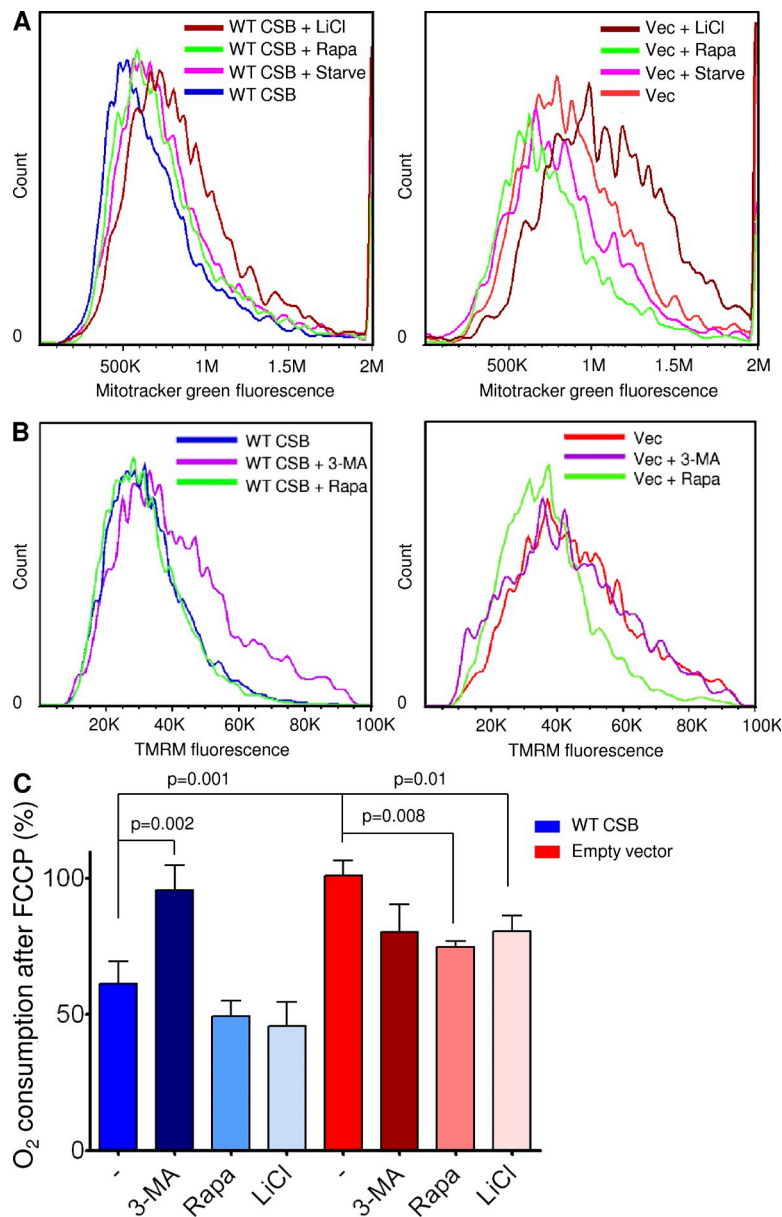 A
WT CSB + LiCl
WT CSB + Rapa
WT CSB + Starve
WT CSB
Count
0
500K 1M 1.5M 2M
Mitotracker green fluorescence
Vec + LiCl
Vec + Rapa
Vec + Starve
Vec
Count
0
500K 1M 1.5M 2M
Mitotracker green fluorescence
B
WT CSB
WT CSB + 3-MA
WT CSB + Rapa
Count
0
20K 40K 60K 80K 100K
TMRM fluorescence
Vec
Vec + 3-MA
Vec + Rapa
Count
0
20K 40K 60K 80K 100K
TMRM fluorescence
C
p=0.001 p=0.01
p=0.002 p=0.008
WT CSB
Empty vector
O2 consumption after FCCP (%)
100
50
0
- 3-MA Rapa LiCl - 3-MA Rapa LiCl